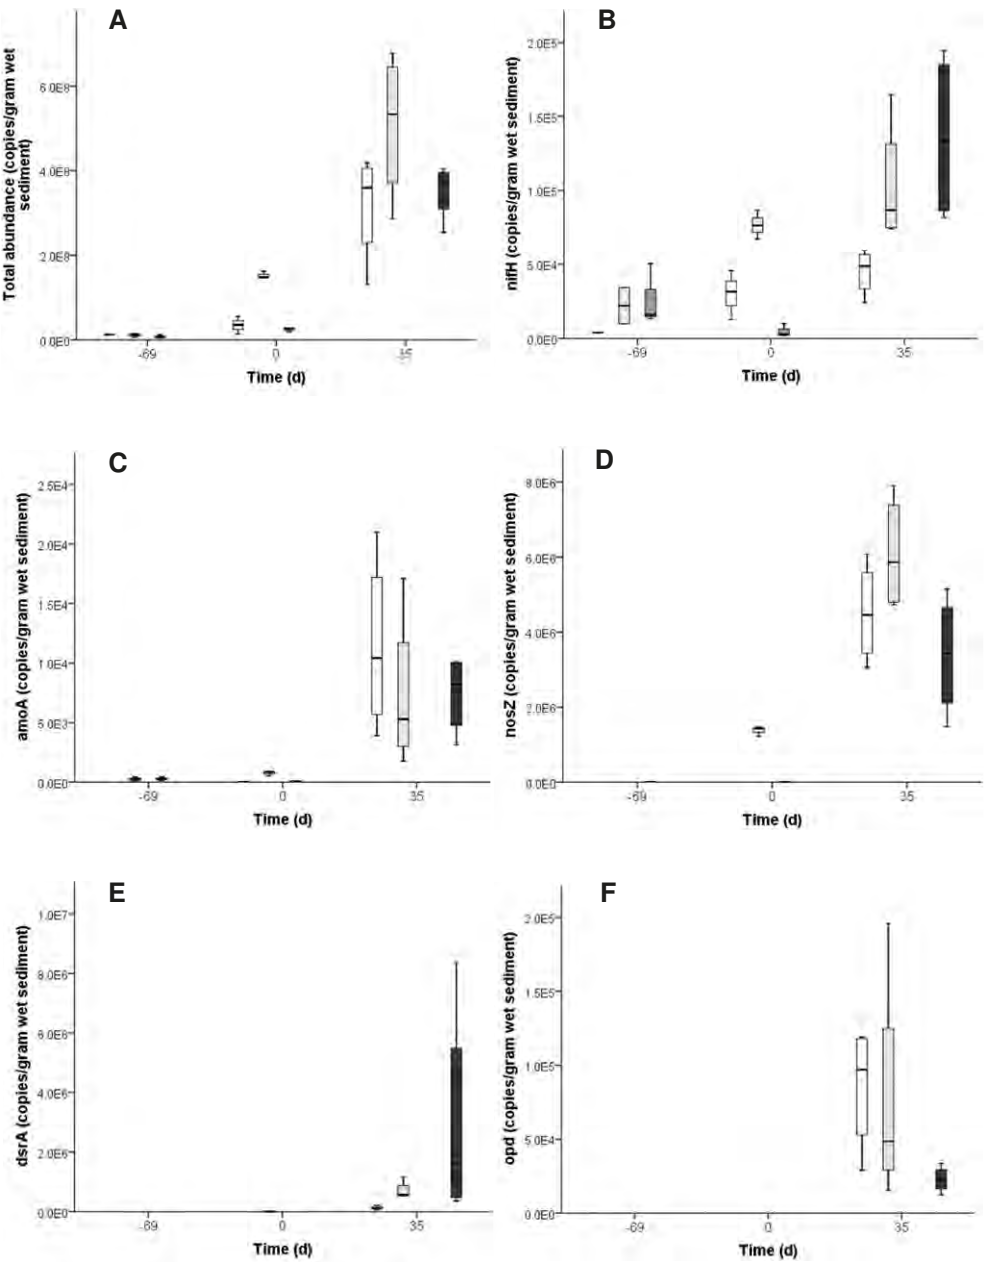 A
Total abundance (copies/gram wet
sediment)
6.0E8
4.0E8
2.0E8
0.0E0
-69
0
35
Time (d)
B
nifH (copies/gram wet sediment)
2.0E5
1.5E5
1.0E5
5.0E4
0.0E0
-69
0
35
Time (d)
C
amoA (copies/gram wet sediment)
2.5E4
2.0E4
1.5E4
1.0E4
5.0E3
0.0E0
-69
0
35
Time (d)
D
nosZ (copies/gram wet sediment)
8.0E6
6.0E6
4.0E6
2.0E6
0.0E0
-69
0
35
Time (d)
E
dsrA (copies/gram wet sediment)
1.0E7
8.0E6
6.0E6
4.0E6
2.0E6
0.0E0
-69
0
35
Time (d)
F
opd (copies/gram wet sediment)
2.0E5
1.5E5
1.0E5
5.0E4
0.0E0
-69
0
35
Time (d)